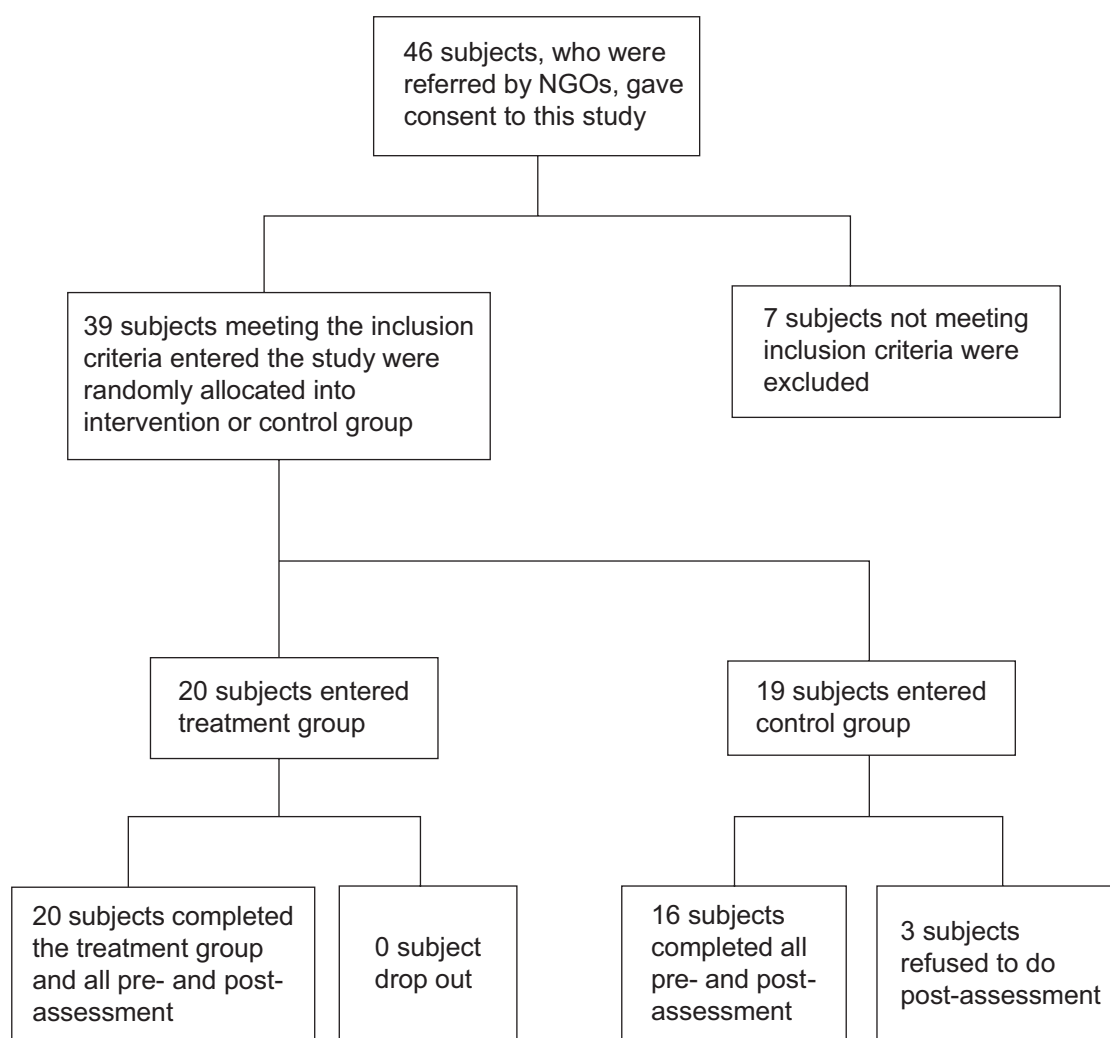 46 subjects, who were
referred by NGOs, gave
consent to this study
39 subjects meeting the inclusion
criteria entered the study were
randomly allocated into
intervention or control group
7 subjects not meeting
inclusion criteria were
excluded
20 subjects entered
treatment group
19 subjects entered
control group
20 subjects completed
the treatment group
and all pre- and post-
assessment
0 subject
drop out
16 subjects
completed all
pre- and post-
assessment
3 subjects
refused to do
post-assessment